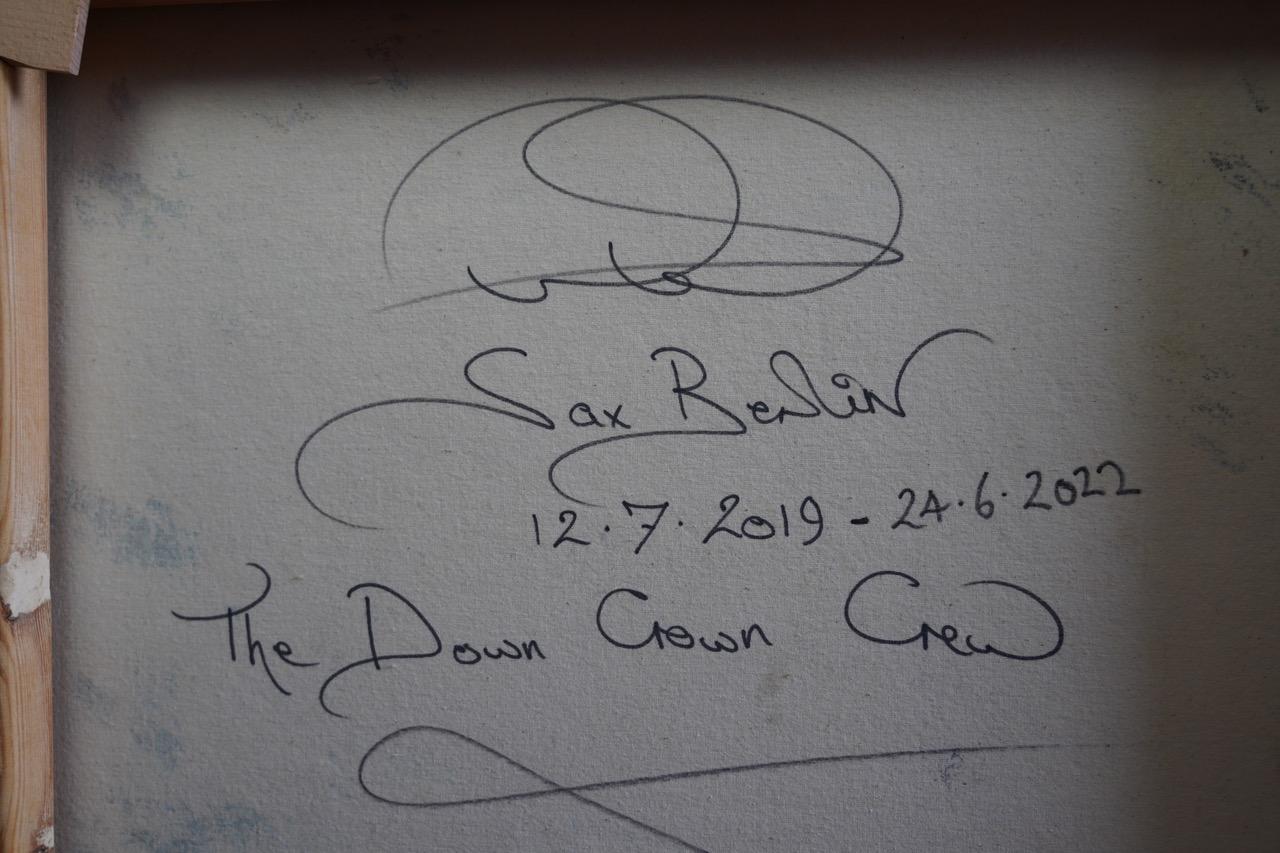 Sax Berlin
12.7.2019 - 24.6.2022
The Down Crown Crew